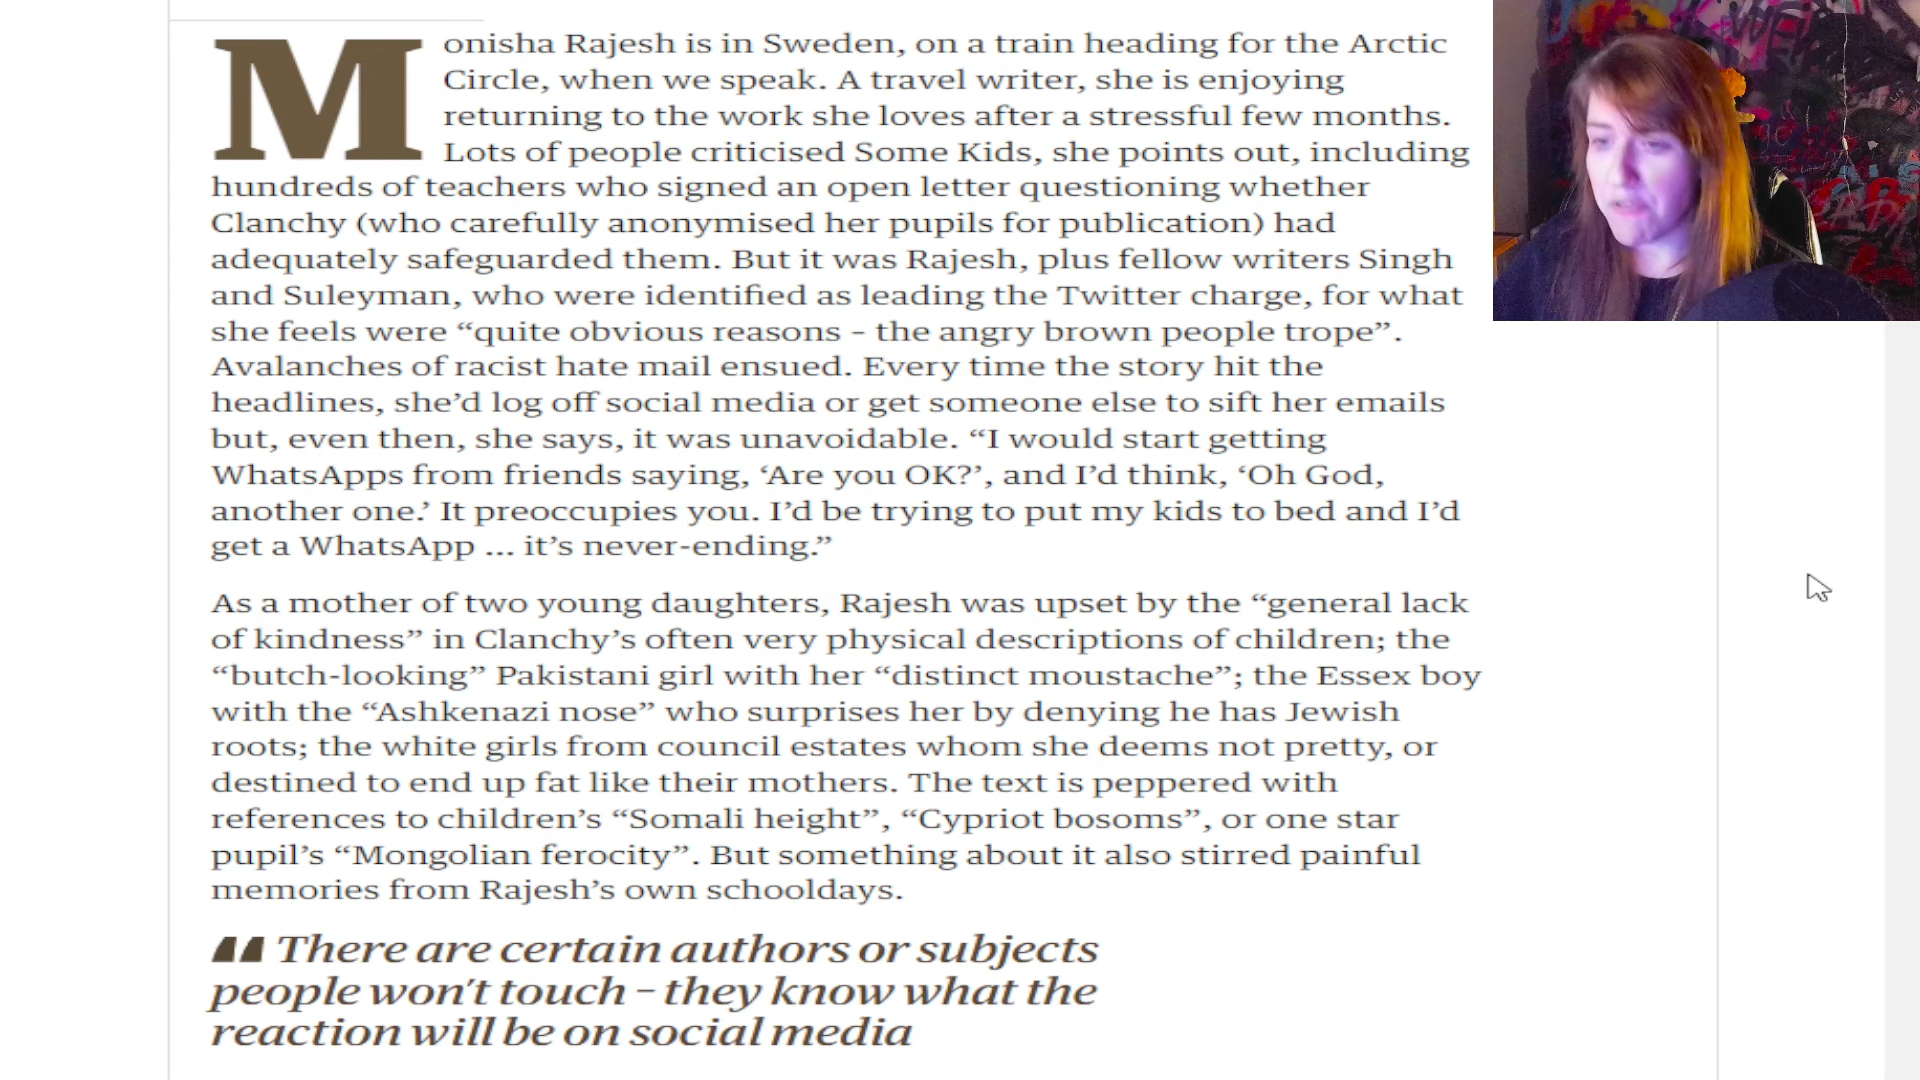 Monisha Rajesh is in Sweden, on a train heading for the Arctic
Circle, when we speak. A travel writer, she is enjoying
returning to the work she loves after a stressful few months.
Lots of people criticised Some Kids, she points out, including
hundreds of teachers who signed an open letter questioning whether
Clanchy (who carefully anonymised her pupils for publication) had
adequately safeguarded them. But it was Rajesh, plus fellow writers Singh
and Suleyman, who were identified as leading the Twitter charge, for what
she feels were “quite obvious reasons – the angry brown people trope”.
Avalanches of racist hate mail ensued. Every time the story hit the
headlines, she’d log off social media or get someone else to sift her emails
but, even then, she says, it was unavoidable. “I would start getting
WhatsApps from friends saying, ‘Are you OK?’, and I’d think, ‘Oh God,
another one.’ It preoccupies you. I’d be trying to put my kids to bed and I’d
get a WhatsApp … it’s never-ending.”
As a mother of two young daughters, Rajesh was upset by the “general lack
of kindness” in Clanchy’s often very physical descriptions of children; the
“butch-looking” Pakistani girl with her “distinct moustache”; the Essex boy
with the “Ashkenazi nose” who surprises her by denying he has Jewish
roots; the white girls from council estates whom she deems not pretty, or
destined to end up fat like their mothers. The text is peppered with
references to children’s “Somali height”, “Cypriot bosoms”, or one star
pupil’s “Mongolian ferocity”. But something about it also stirred painful
memories from Rajesh’s own schooldays.
“ There are certain authors or subjects
people won't touch – they know what the
reaction will be on social media